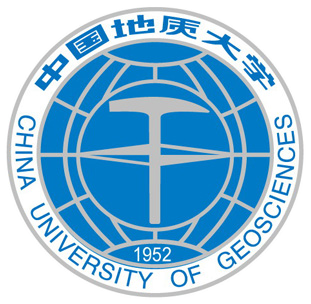 中国地质大学
CHINA UNIVERSITY OF GEOSCIENCES
1952